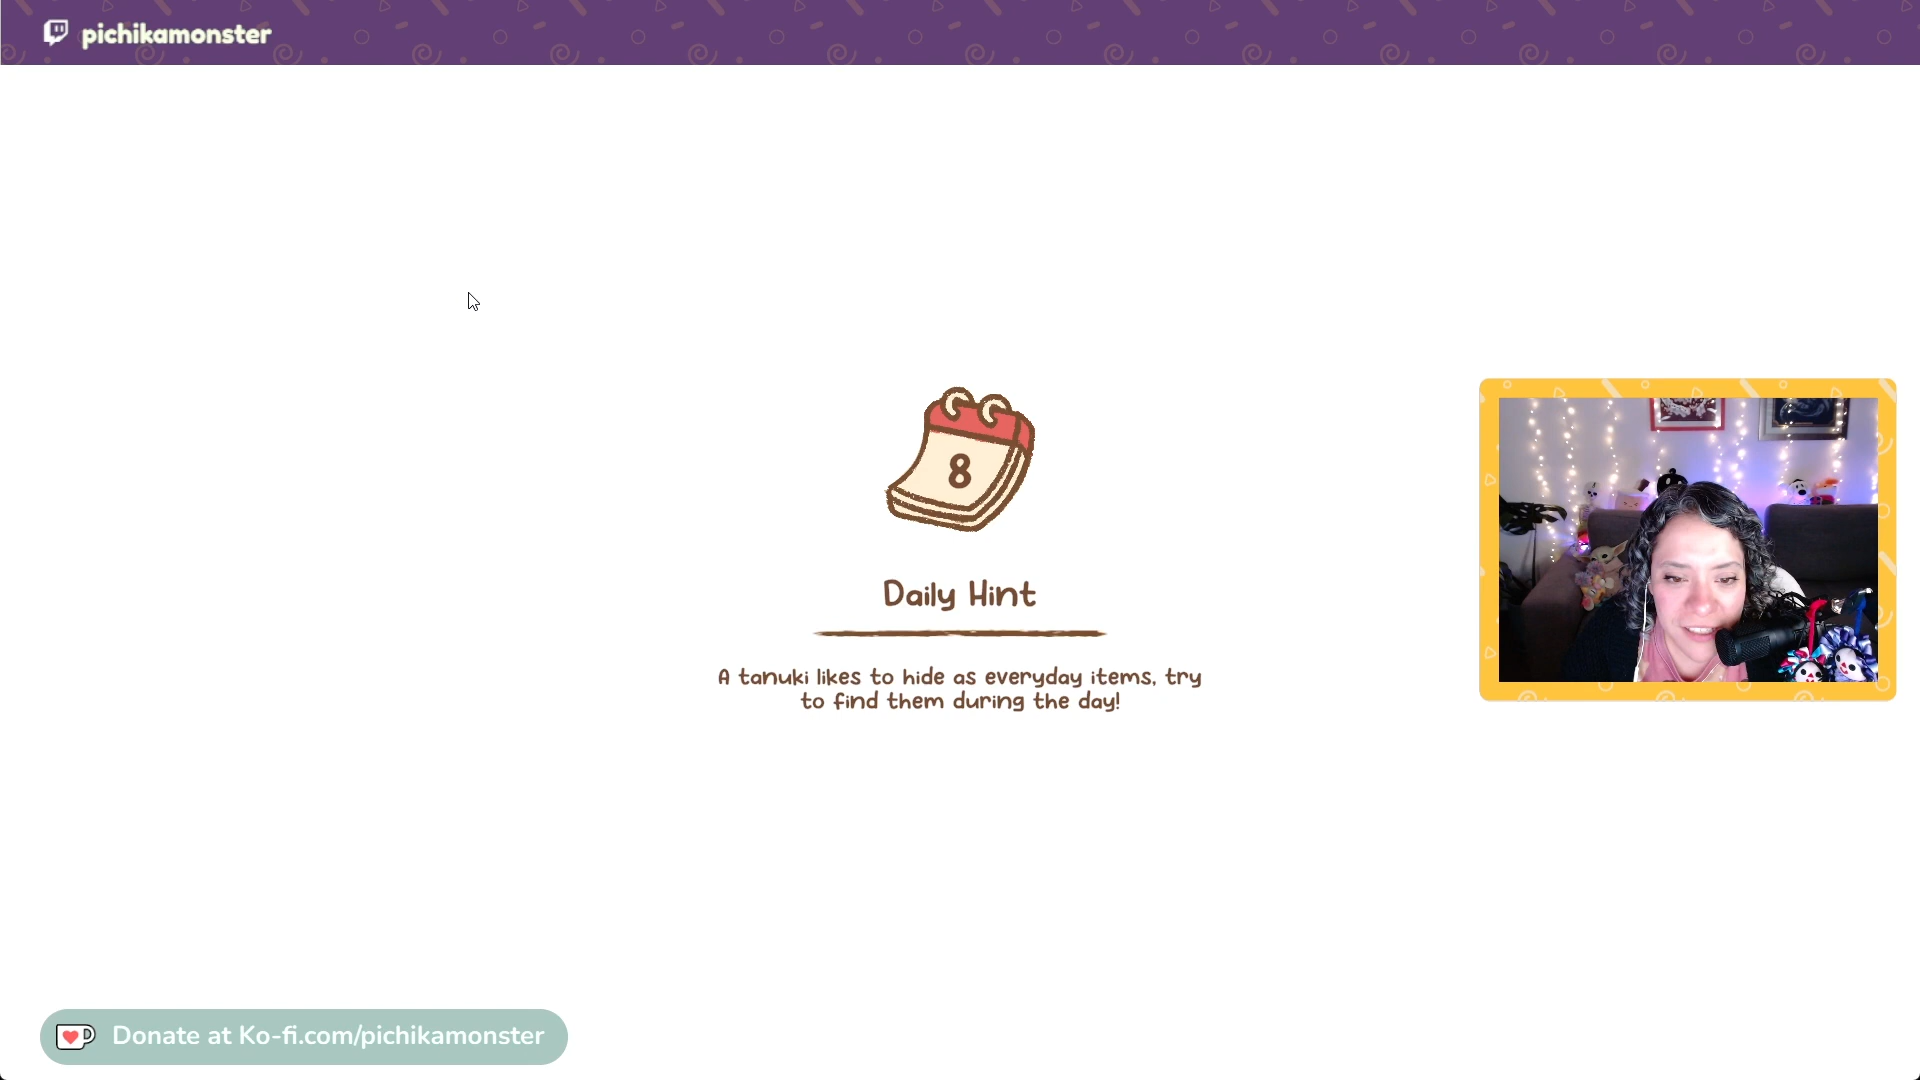 pichikamonster
8
Daily Hint
A tanuki likes to hide as everyday items, try
to find them during the day!
Donate at Ko-fi.com/pichikamonster